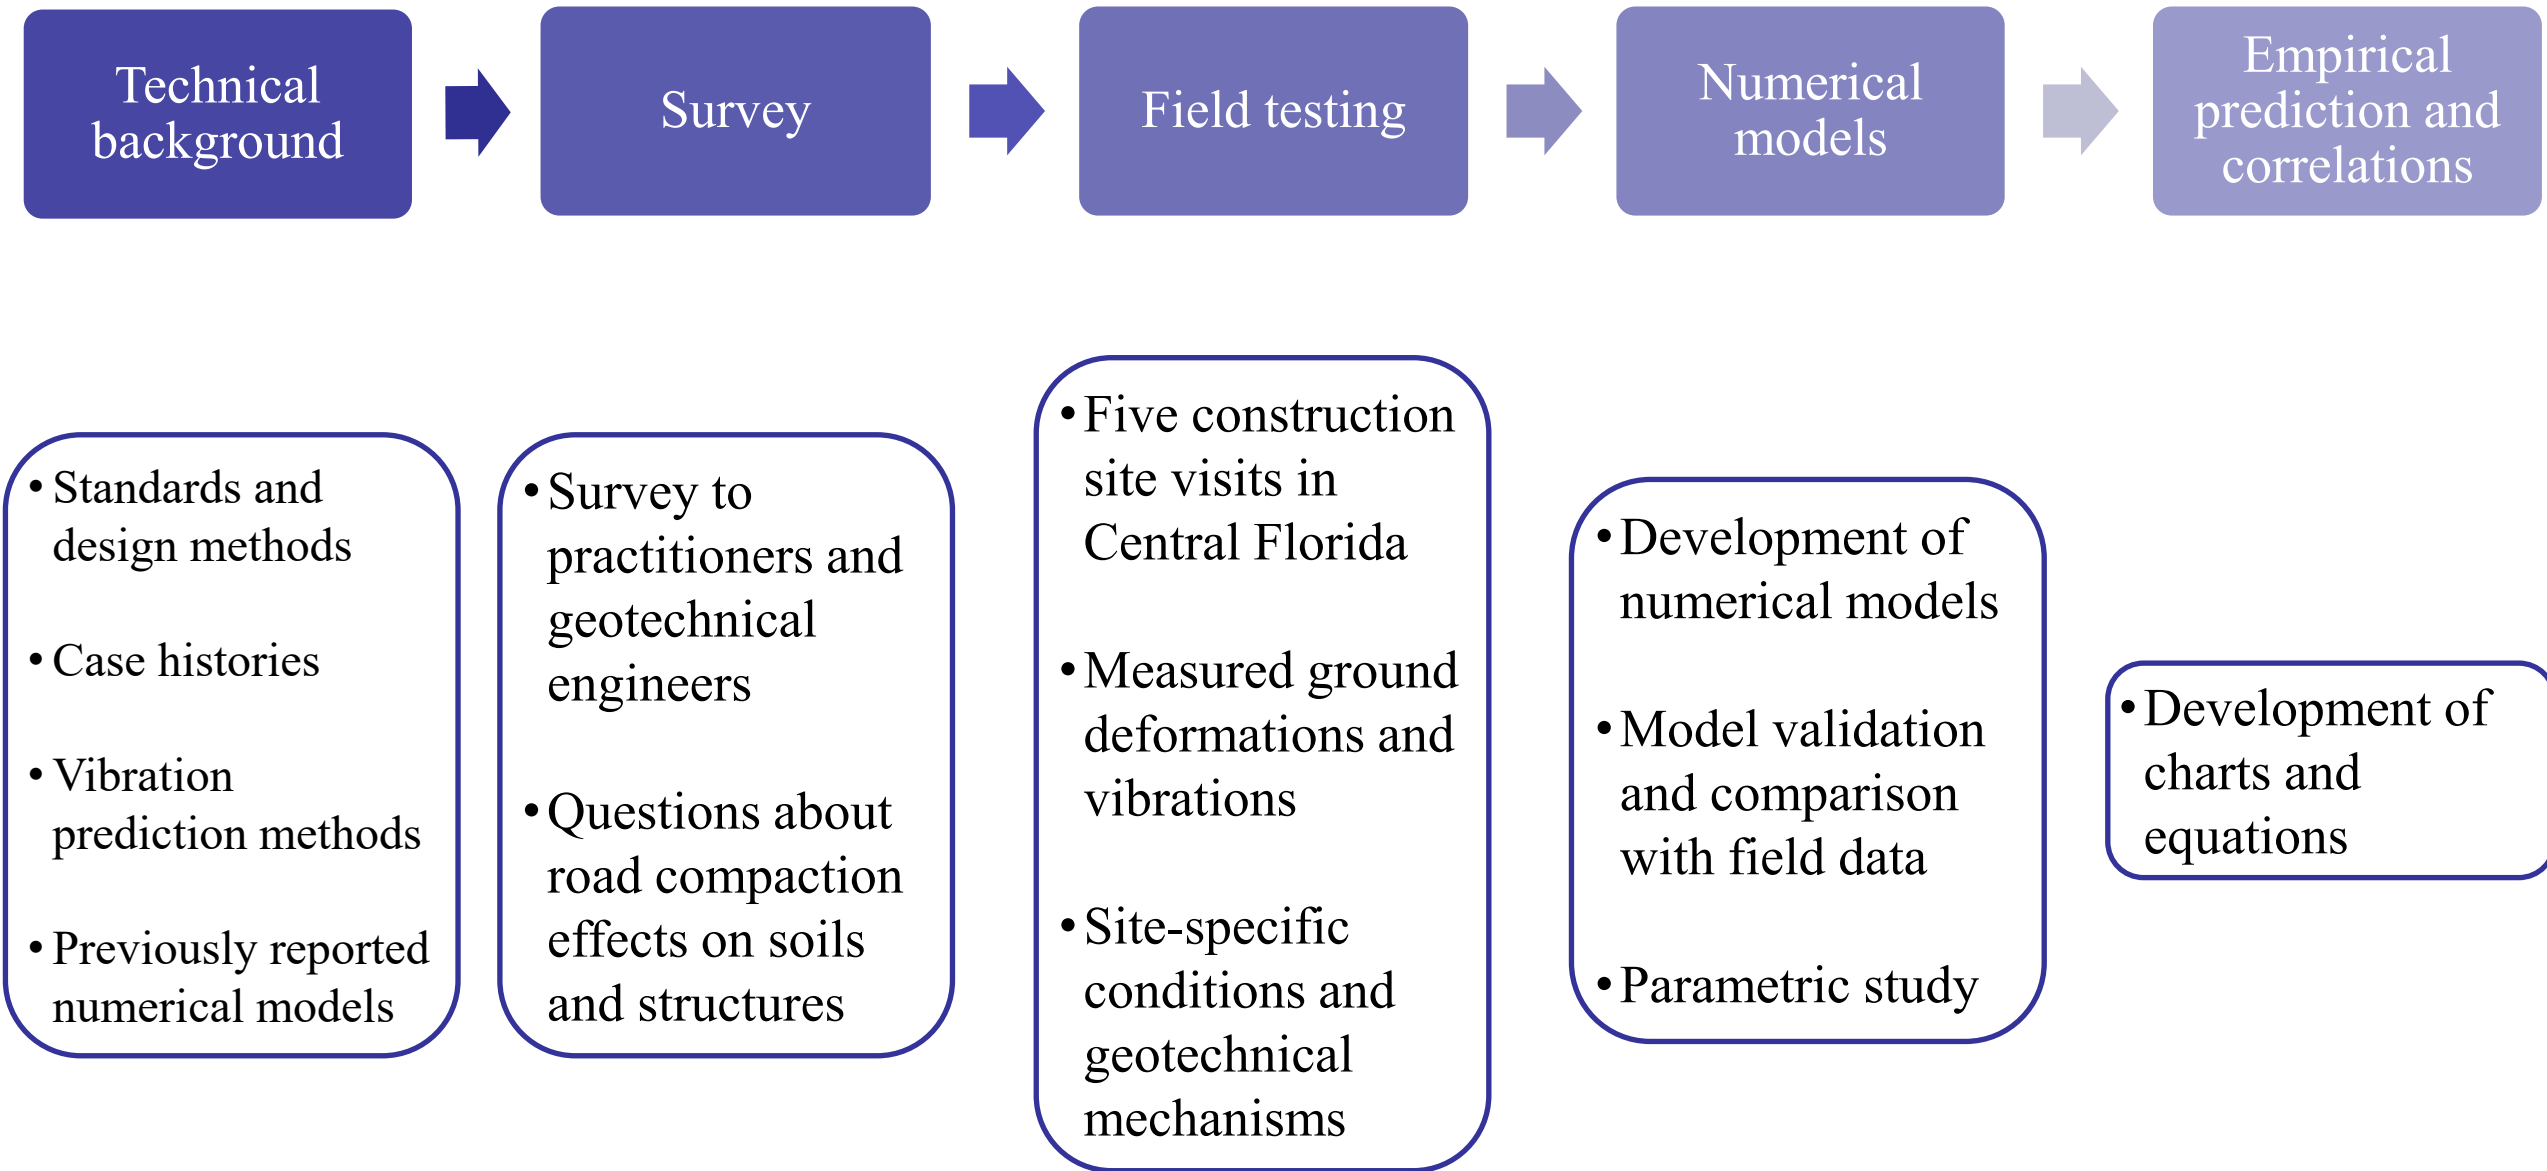 Technical
background
Survey
Field testing
Numerical
models
Empirical
prediction and
correlations
• Standards and
design methods
• Case histories
• Vibration
prediction methods
• Previously reported
numerical models
• Survey to
practitioners and
geotechnical
engineers
• Questions about
road compaction
effects on soils
and structures
• Five construction
site visits in
Central Florida
• Measured ground
deformations and
vibrations
• Site-specific
conditions and
geotechnical
mechanisms
• Development of
numerical models
• Model validation
and comparison
with field data
• Parametric study
• Development of
charts and
equations